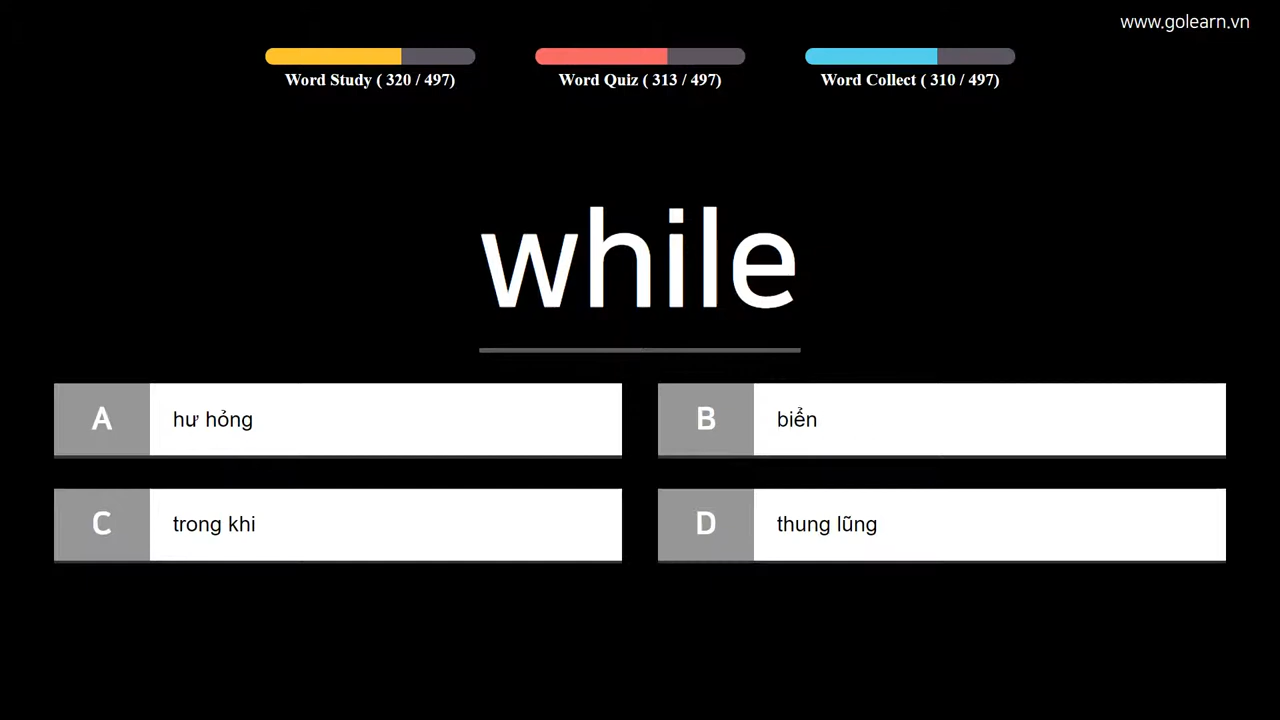 www.golearn.vn
Word Study ( 320 / 497)
Word Quiz ( 313 / 497)
Word Collect ( 310 / 497)
while
A hư hỏng
B biển
C trong khi
D thung lũng